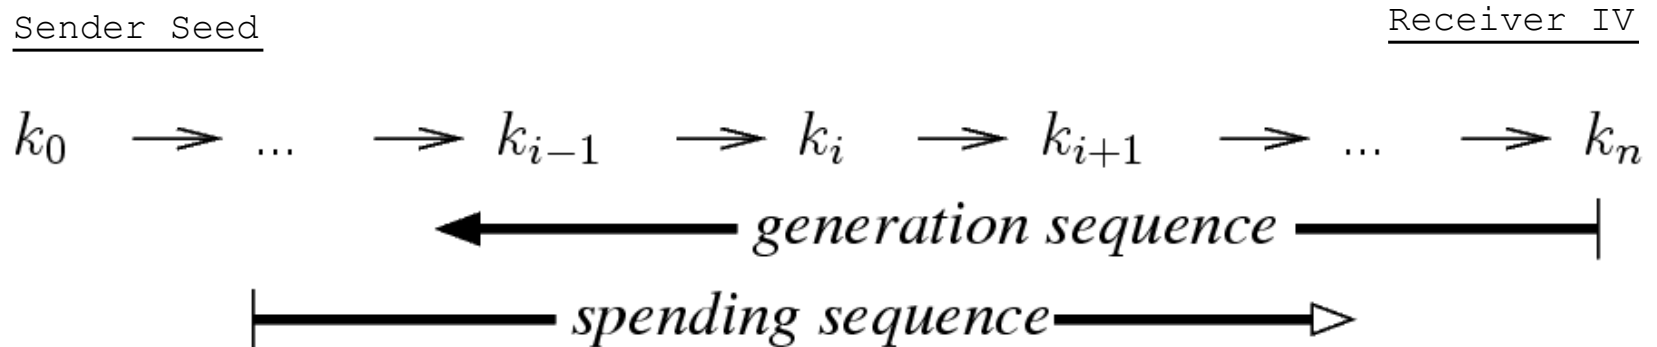 Sender Seed Receiver IV
k₀ → ... → kᵢ₋₁ → kᵢ → kᵢ₊₁ → ... → kₙ
generation sequence
spending sequence